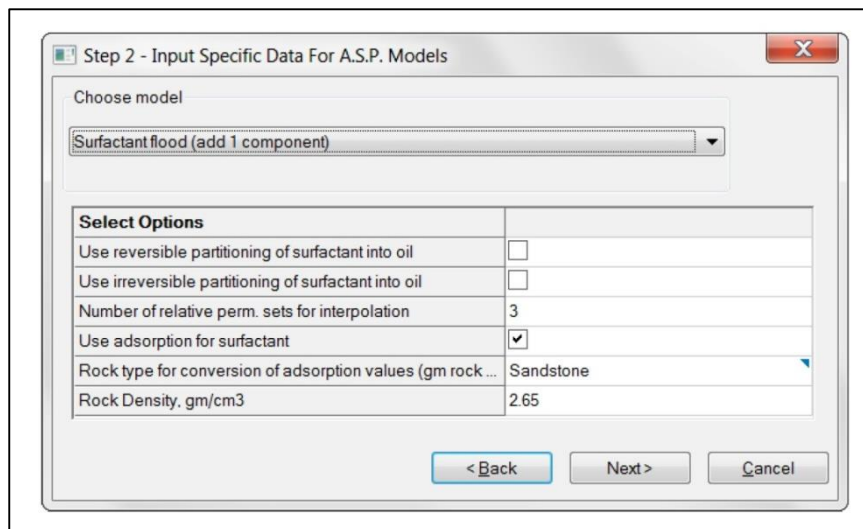 Step 2 - Input Specific Data For A.S.P. Models
X
Choose model
Surfactant flood (add 1 component)
Select Options
Use reversible partitioning of surfactant into oil
Use irreversible partitioning of surfactant into oil
Number of relative perm. sets for interpolation 3
Use adsorption for surfactant
Rock type for conversion of adsorption values (gm rock ... Sandstone
Rock Density, gm/cm3 2.65
< Back Next > Cancel